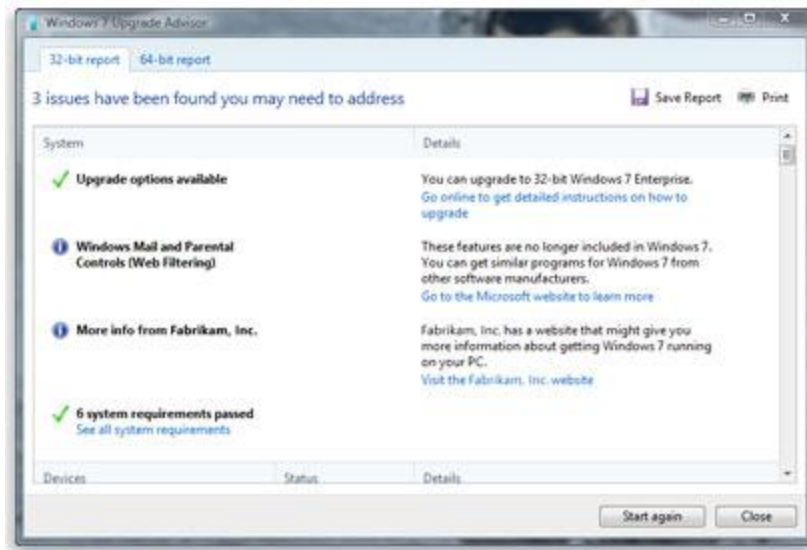 Windows 7 Upgrade Advisor
32-bit report 64-bit report
3 issues have been found you may need to address
Save Report Print
System Details
Upgrade options available
You can upgrade to 32-bit Windows 7 Enterprise.
Go online to get detailed instructions on how to
upgrade
Windows Mail and Parental
Controls (Web Filtering)
These features are no longer included in Windows 7.
You can get similar programs for Windows 7 from
other software manufacturers.
Go to the Microsoft website to learn more
More info from Fabrikam, Inc.
Fabrikam, Inc. has a website that might give you
more information about getting Windows 7 running
on your PC.
Visit the Fabrikam, Inc. website
6 system requirements passed
See all system requirements
Devices Status Details
Start again Close